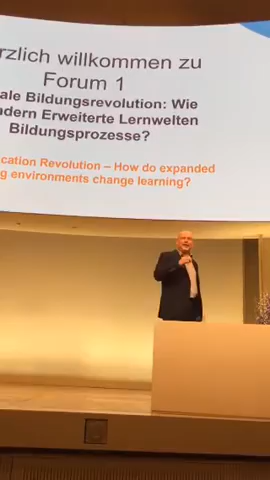 rzlich willkommen zu
Forum 1
ale Bildungsrevolution: Wie
ndern Erweiterte Lernwelten
Bildungsprozesse?
cation Revolution – How do expanded
g environments change learning?